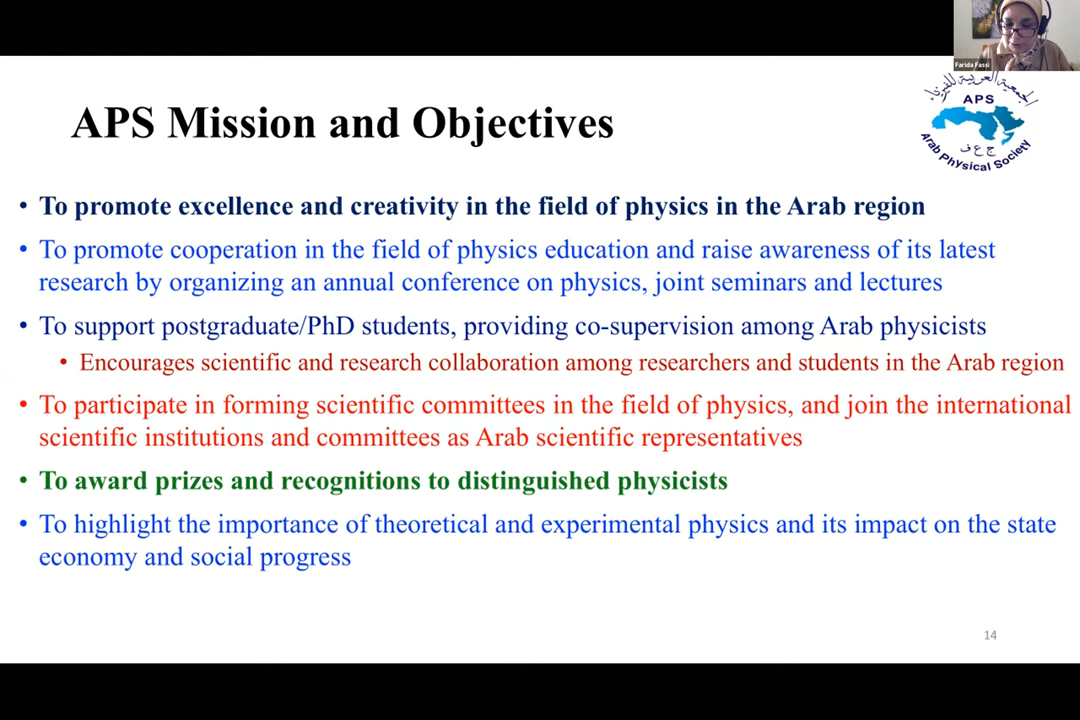 Farida Fassi
الجمعية العربية للفيزياء
APS
ج ع ف
Arab Physical Society
APS Mission and Objectives
• To promote excellence and creativity in the field of physics in the Arab region
• To promote cooperation in the field of physics education and raise awareness of its latest
research by organizing an annual conference on physics, joint seminars and lectures
• To support postgraduate/PhD students, providing co-supervision among Arab physicists
• Encourages scientific and research collaboration among researchers and students in the Arab region
• To participate in forming scientific committees in the field of physics, and join the international
scientific institutions and committees as Arab scientific representatives
• To award prizes and recognitions to distinguished physicists
• To highlight the importance of theoretical and experimental physics and its impact on the state
economy and social progress
14